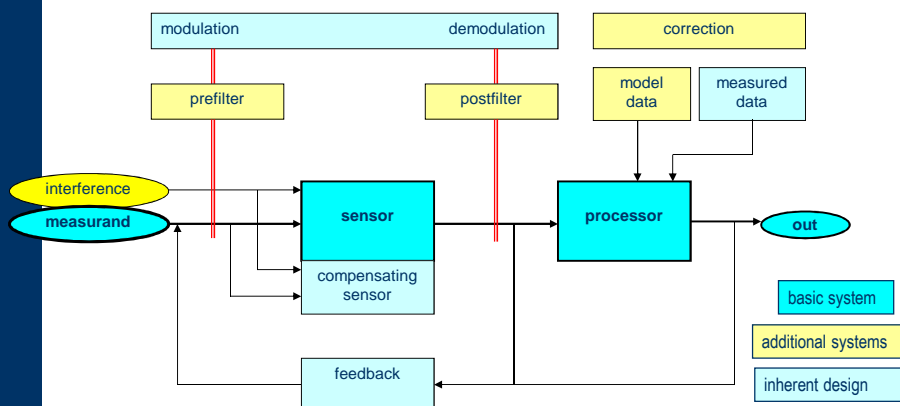 modulation demodulation correction
prefilter
postfilter
model
data
measured
data
interference
measurand
sensor
processor
out
compensating
sensor
feedback
basic system
additional systems
inherent design